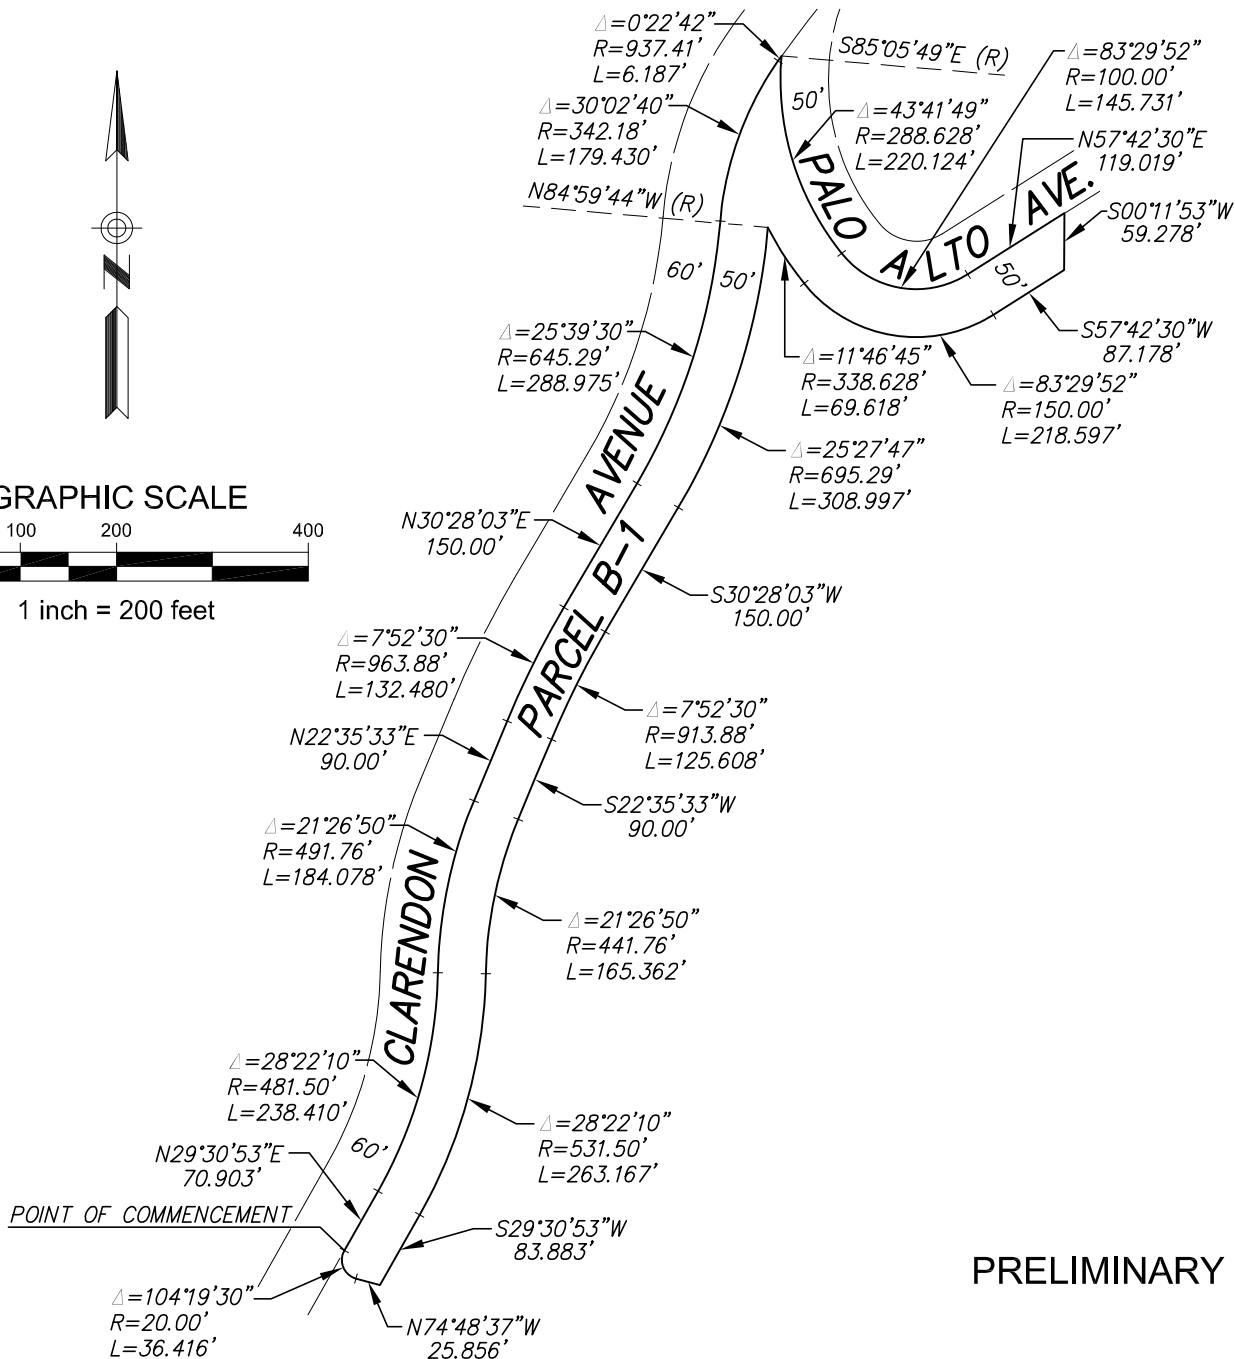 Δ=0°22'42"
R=937.41'
L=6.187'
S85°05'49"E (R)
Δ=83°29'52"
R=100.00'
L=145.731'
Δ=30°02'40"
R=342.18'
L=179.430'
50'
Δ=43°41'49"
R=288.628'
L=220.124'
N57°42'30"E
119.019'
N84°59'44"W (R)
PALO ALTO AVE.
S00°11'53"W
59.278'
60'
50'
50'
Δ=25°39'30"
R=645.29'
L=288.975'
Δ=11°46'45"
R=338.628'
L=69.618'
S57°42'30"W
87.178'
Δ=83°29'52"
R=150.00'
L=218.597'
Δ=25°27'47"
R=695.29'
L=308.997'
GRAPHIC SCALE
100 200 400
1 inch = 200 feet
N30°28'03"E
150.00'
CLARENDON AVENUE
PARCEL B-1
S30°28'03"W
150.00'
Δ=7°52'30"
R=963.88'
L=132.480'
Δ=7°52'30"
R=913.88'
L=125.608'
N22°35'33"E
90.00'
S22°35'33"W
90.00'
Δ=21°26'50"
R=491.76'
L=184.078'
Δ=21°26'50"
R=441.76'
L=165.362'
Δ=28°22'10"
R=481.50'
L=238.410'
Δ=28°22'10"
R=531.50'
L=263.167'
60'
N29°30'53"E
70.903'
POINT OF COMMENCEMENT
S29°30'53"W
83.883'
Δ=104°19'30"
R=20.00'
L=36.416'
N74°48'37"W
25.856'
PRELIMINARY